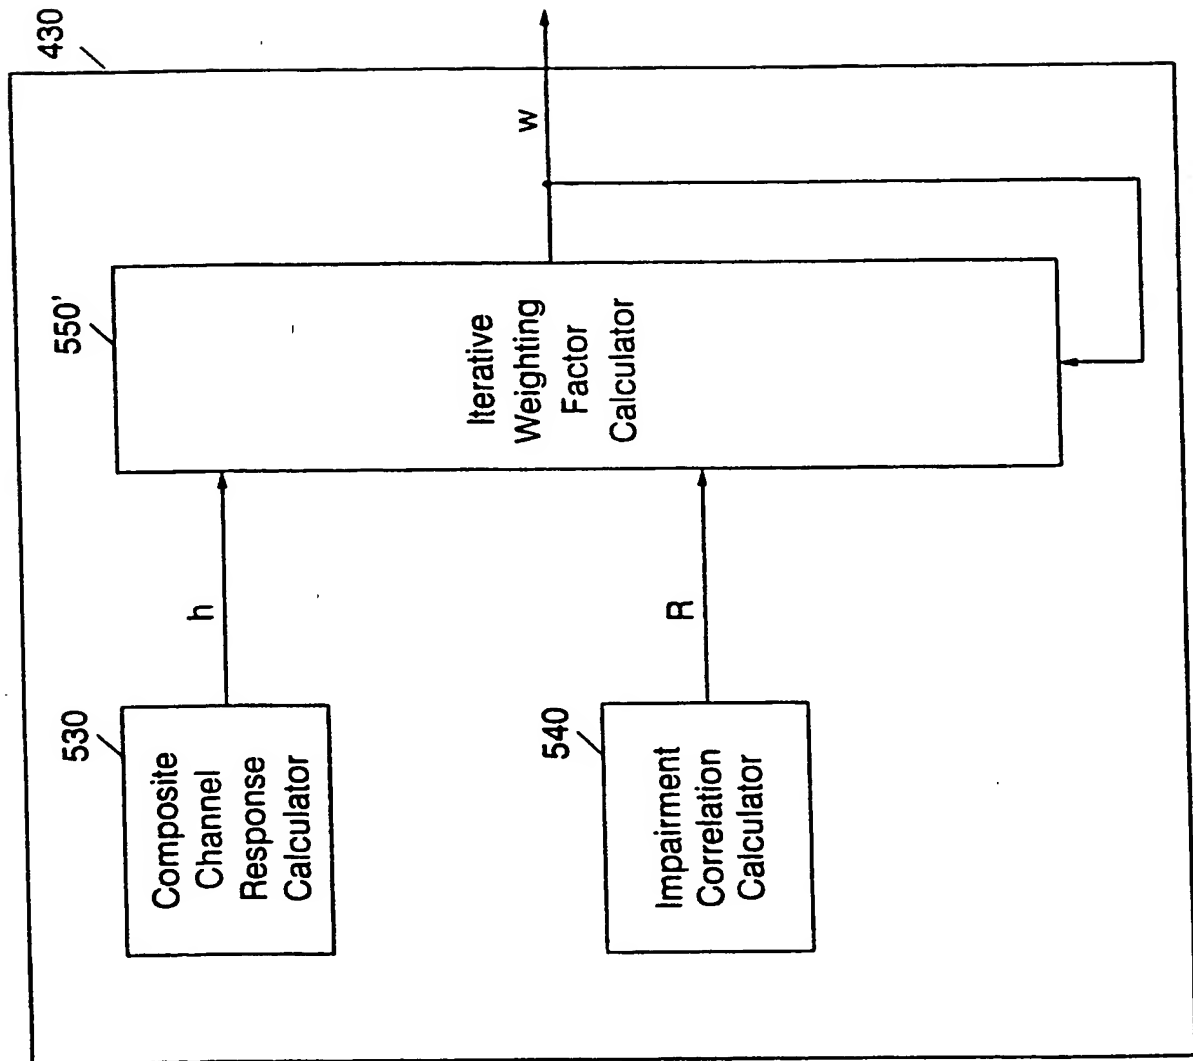 430
530
Composite
Channel
Response
Calculator
h
550'
Iterative
Weighting
Factor
Calculator
w
540
Impairment
Correlation
Calculator
R